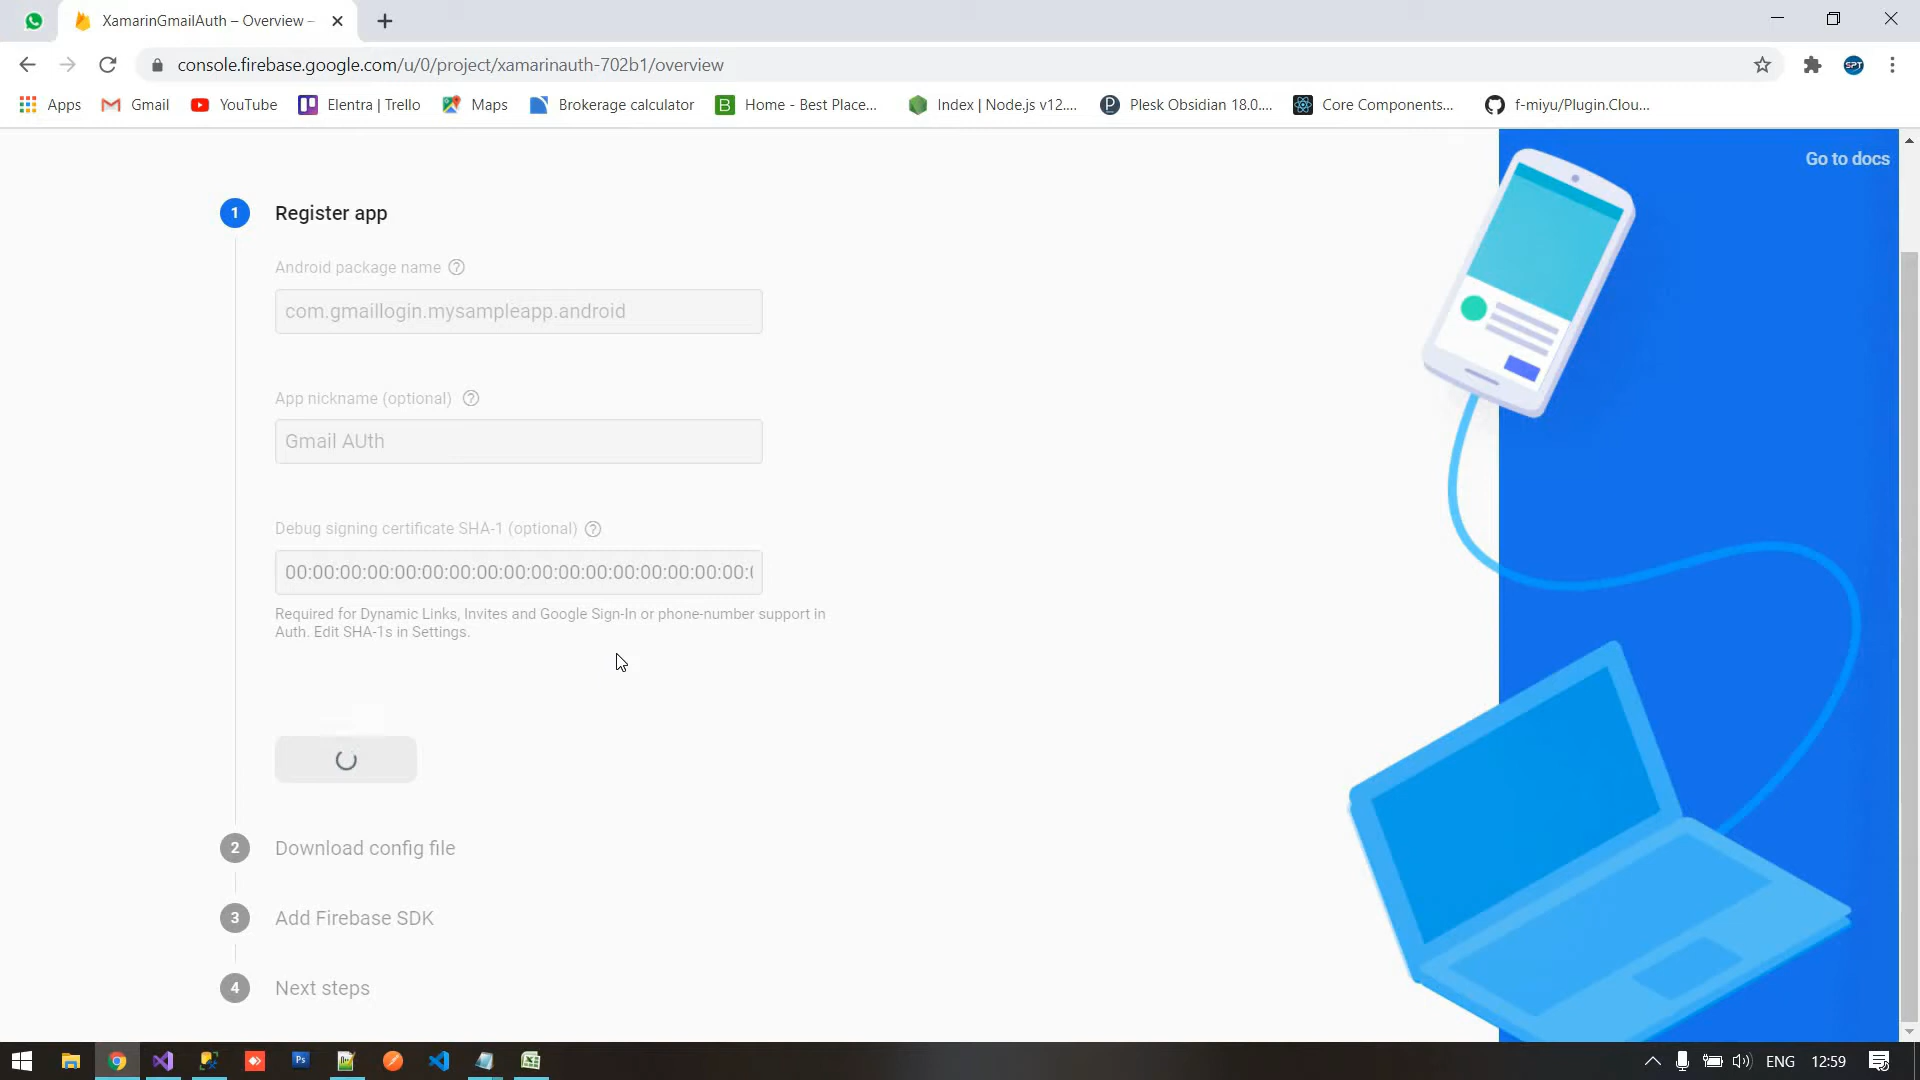 XamarinGmailAuth – Overview –
console.firebase.google.com/u/0/project/xamarinauth-702b1/overview
SPT
Apps
Gmail
YouTube
Elentra | Trello
Maps
Brokerage calculator
B
Home - Best Place...
Index | Node.js v12....
P
Plesk Obsidian 18.0....
Core Components...
f-miyu/Plugin.Clou...
Go to docs
1
Register app
Android package name ?
com.gmaillogin.mysampleapp.android
App nickname (optional) ?
Gmail AUth
Debug signing certificate SHA-1 (optional) ?
00:00:00:00:00:00:00:00:00:00:00:00:00:00:00:00:00:
Required for Dynamic Links, Invites and Google Sign-In or phone-number support in
Auth. Edit SHA-1s in Settings.
2
Download config file
3
Add Firebase SDK
4
Next steps
Ps
ENG
12:59